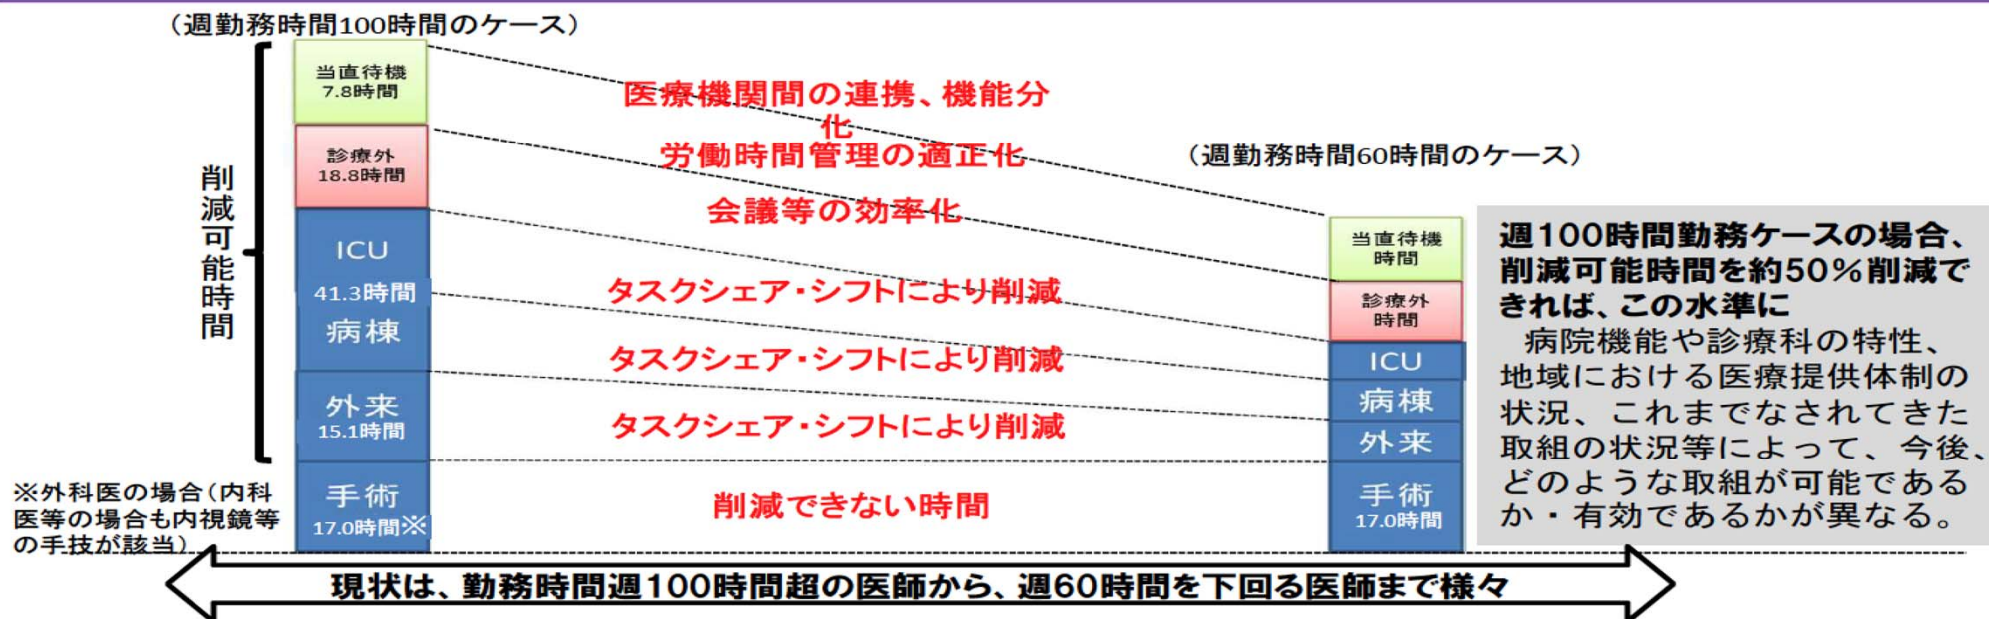 （週勤務時間100時間のケース）
当直待機
7.8時間
診療外
18.8時間
ICU
41.3時間
病棟
外来
15.1時間
手術
17.0時間※
削減可能時間
※外科医の場合（内科
医等の場合も内視鏡等
の手技が該当）
医療機関間の連携、機能分
化
労働時間管理の適正化
会議等の効率化
タスクシェア・シフトにより削減
タスクシェア・シフトにより削減
タスクシェア・シフトにより削減
削減できない時間
（週勤務時間60時間のケース）
当直待機
時間
診療外
時間
ICU
病棟
外来
手術
17.0時間
週100時間勤務ケースの場合、
削減可能時間を約50％削減で
きれば、この水準に
病院機能や診療科の特性、
地域における医療提供体制の
状況、これまでなされてきた
取組の状況等によって、今後、
どのような取組が可能である
か・有効であるかが異なる。
現状は、勤務時間週100時間超の医師から、週60時間を下回る医師まで様々